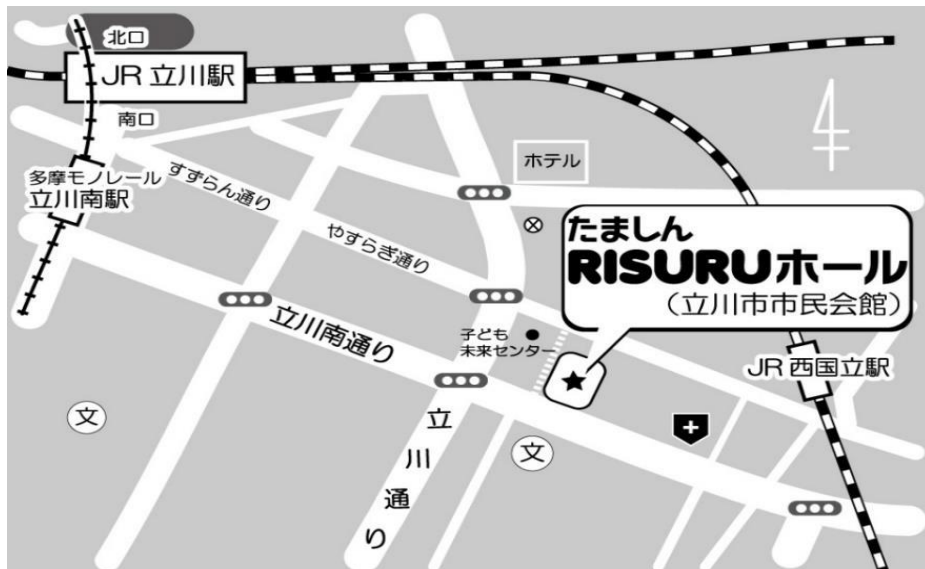 北口
JR 立川駅
南口
多摩モノレール
立川南駅
すずらん通り
やすらぎ通り
ホテル
たましん
RISURUホール
（立川市市民会館）
立川南通り
子ども
未来センター
JR 西国立駅
立川通り
文
文